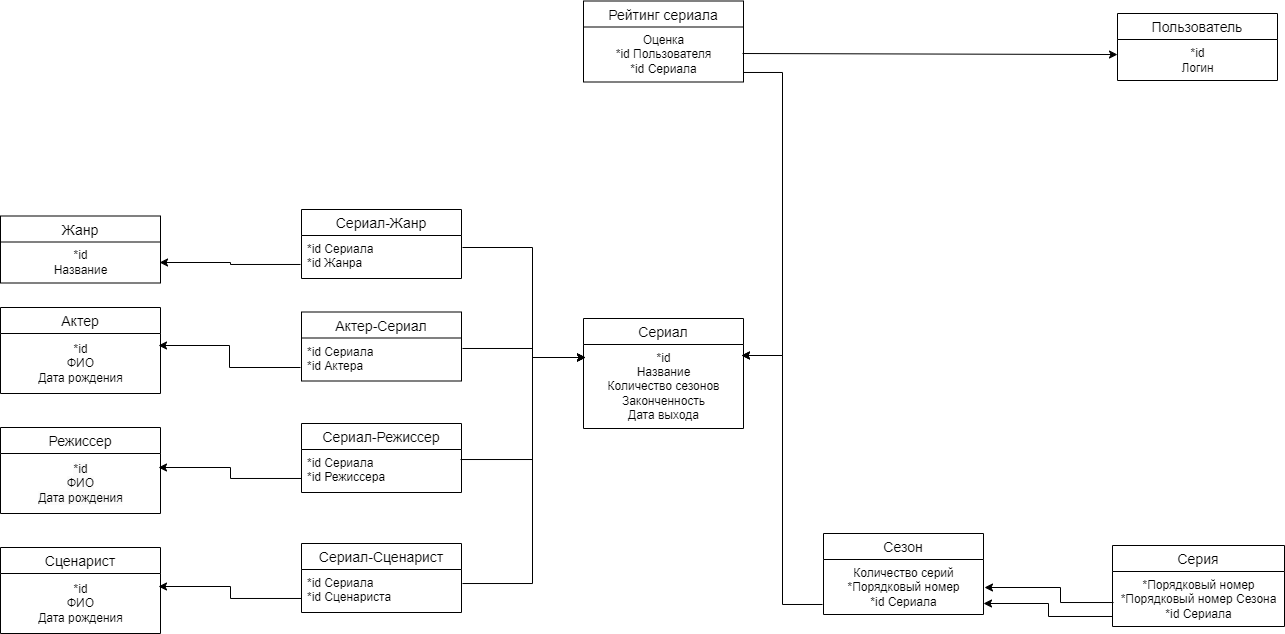 Рейтинг сериала
Оценка
*id Пользователя
*id Сериала
Пользователь
*id
Логин
Жанр
*id
Название
Сериал-Жанр
*id Сериала
*id Жанра
Актер
*id
ФИО
Дата рождения
Актер-Сериал
*id Сериала
*id Актера
Сериал
*id
Название
Количество сезонов
Законченность
Дата выхода
Режиссер
*id
ФИО
Дата рождения
Сериал-Режиссер
*id Сериала
*id Режиссера
Сценарист
*id
ФИО
Дата рождения
Сериал-Сценарист
*id Сериала
*id Сценариста
Сезон
Количество серий
*Порядковый номер
*id Сериала
Серия
*Порядковый номер
*Порядковый номер Сезона
*id Сериала